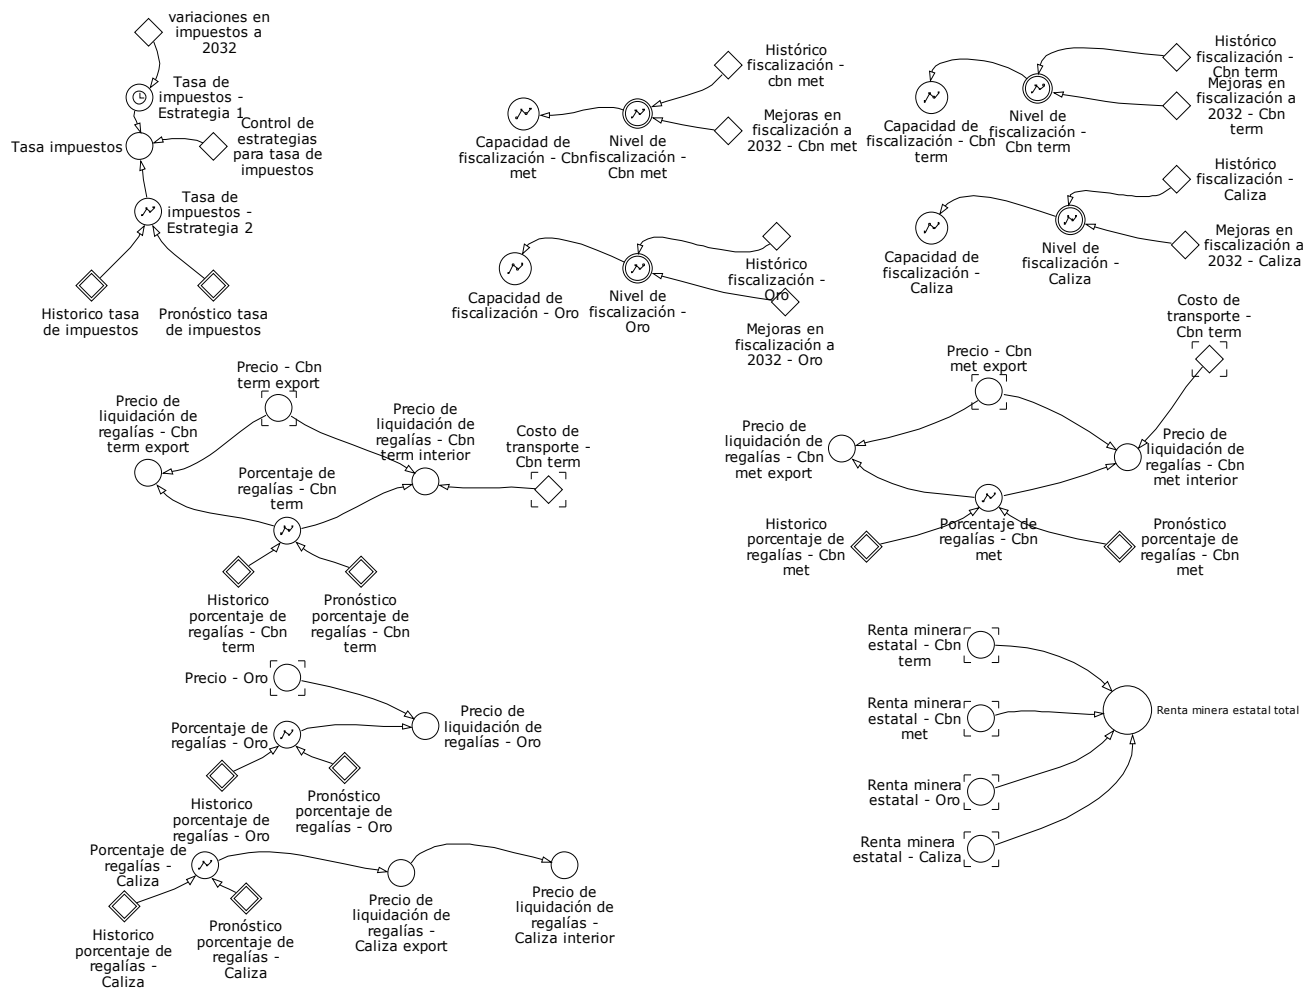 variaciones en
impuestos a
2032
Tasa de
impuestos -
Estrategia 1
Tasa impuestos
Control de
estrategias
para tasa de
impuestos
Tasa de
impuestos -
Estrategia 2
Historico tasa
de impuestos
Pronóstico tasa
de impuestos
Histórico
fiscalización -
cbn met
Mejoras en
fiscalización a
2032 - Cbn met
Capacidad de
fiscalización - Cbn
met
Nivel de
fiscalización -
Cbn met
Histórico
fiscalización -
Cbn term
Mejoras en
fiscalización a
2032 - Cbn
term
Capacidad de
fiscalización - Cbn
term
Nivel de
fiscalización -
Cbn term
Histórico
fiscalización -
Caliza
Mejoras en
fiscalización a
2032 - Caliza
Capacidad de
fiscalización -
Caliza
Nivel de
fiscalización -
Caliza
Histórico
fiscalización -
Oro
Capacidad de
fiscalización - Oro
Nivel de
fiscalización -
Oro
Mejoras en
fiscalización a
2032 - Oro
Precio - Cbn
term export
Precio de
liquidación de
regalías - Cbn
term export
Precio de
liquidación de
regalías - Cbn
term interior
Costo de
transporte -
Cbn term
Porcentaje de
regalías - Cbn
term
Historico
porcentaje de
regalías - Cbn
term
Pronóstico
porcentaje de
regalías - Cbn
term
Costo de
transporte -
Cbn term
Precio - Cbn
met export
Precio de
liquidación de
regalías - Cbn
met export
Precio de
liquidación de
regalías - Cbn
met interior
Historico
porcentaje de
regalías - Cbn
met
Porcentaje de
regalías - Cbn
met
Pronóstico
porcentaje de
regalías - Cbn
met
Precio - Oro
Porcentaje de
regalías - Oro
Precio de
liquidación de
regalías - Oro
Historico
porcentaje de
regalías - Oro
Pronóstico
porcentaje de
regalías - Oro
Renta minera
estatal - Cbn
term
Renta minera
estatal - Cbn
met
Renta minera estatal total
Renta minera
estatal - Oro
Renta minera
estatal - Caliza
Porcentaje de
regalías -
Caliza
Historico
porcentaje de
regalías -
Caliza
Pronóstico
porcentaje de
regalías -
Caliza
Precio de
liquidación de
regalías -
Caliza export
Precio de
liquidación de
regalías -
Caliza interior